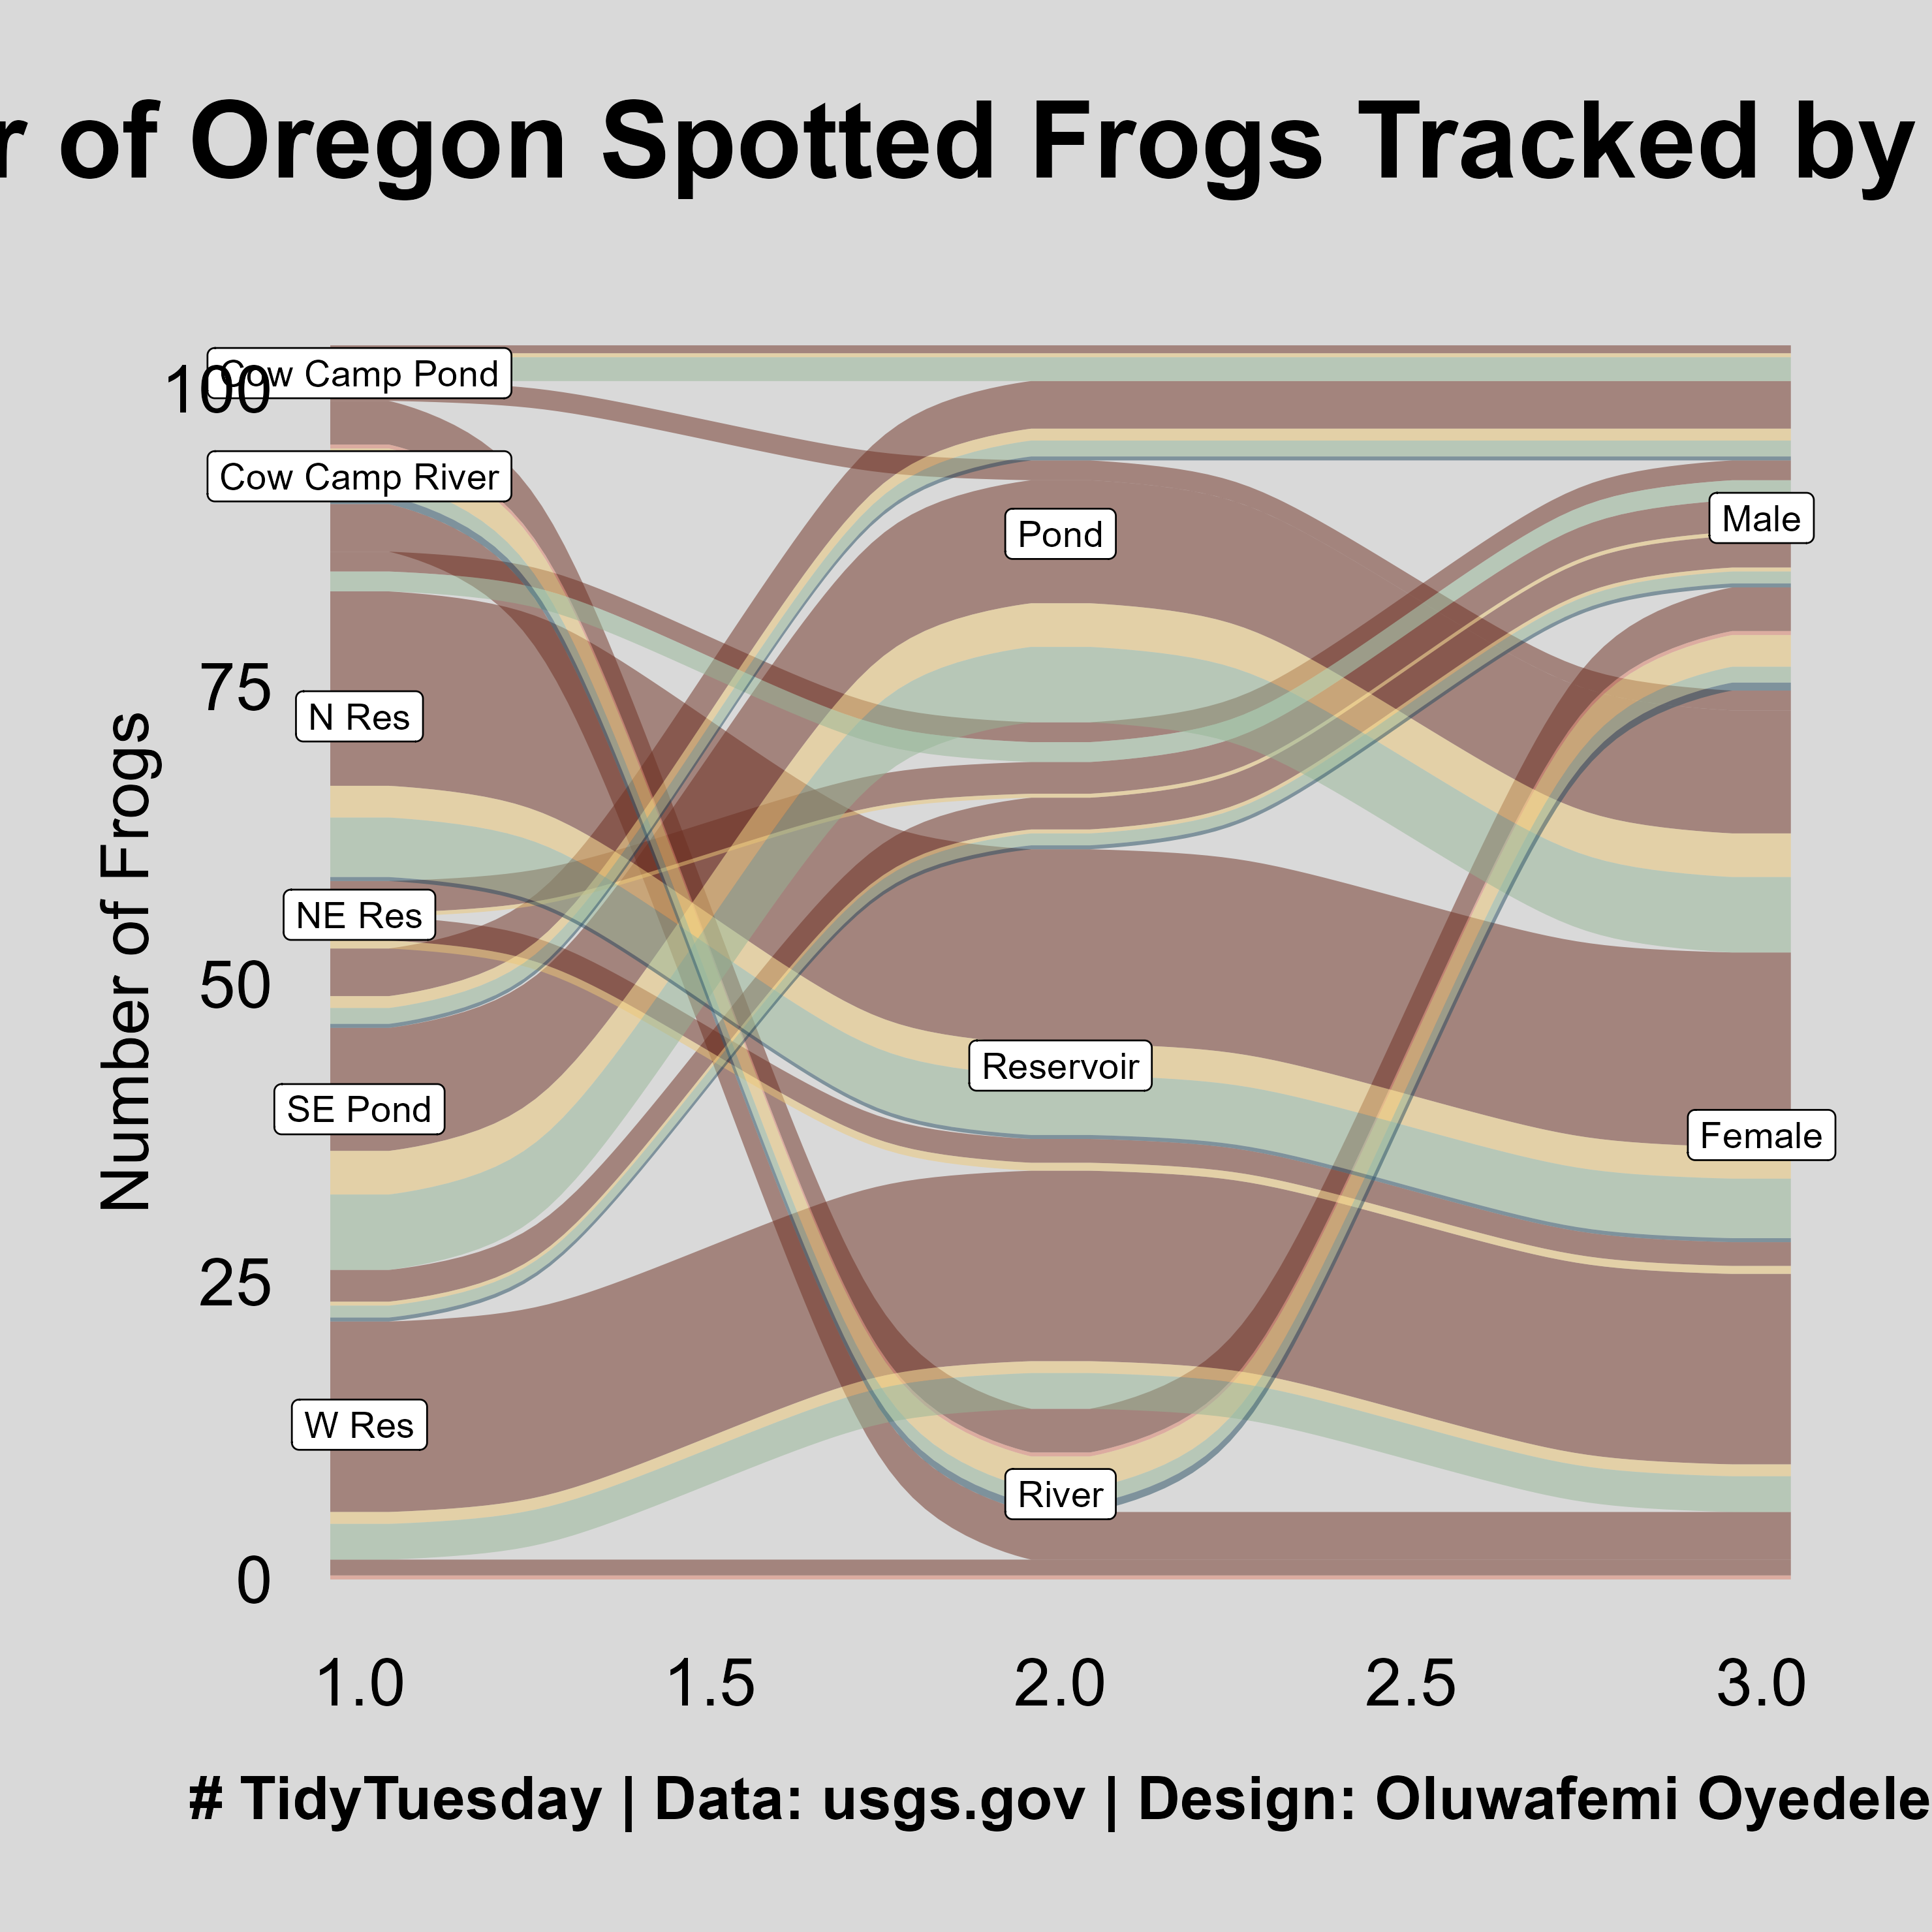 r of Oregon Spotted Frogs Tracked by
Number of Frogs
100
75
50
25
0
Cow Camp Pond
Cow Camp River
N Res
NE Res
SE Pond
W Res
Pond
Reservoir
River
Male
Female
1.0 1.5 2.0 2.5 3.0
# TidyTuesday | Data: usgs.gov | Design: Oluwafemi Oyedele